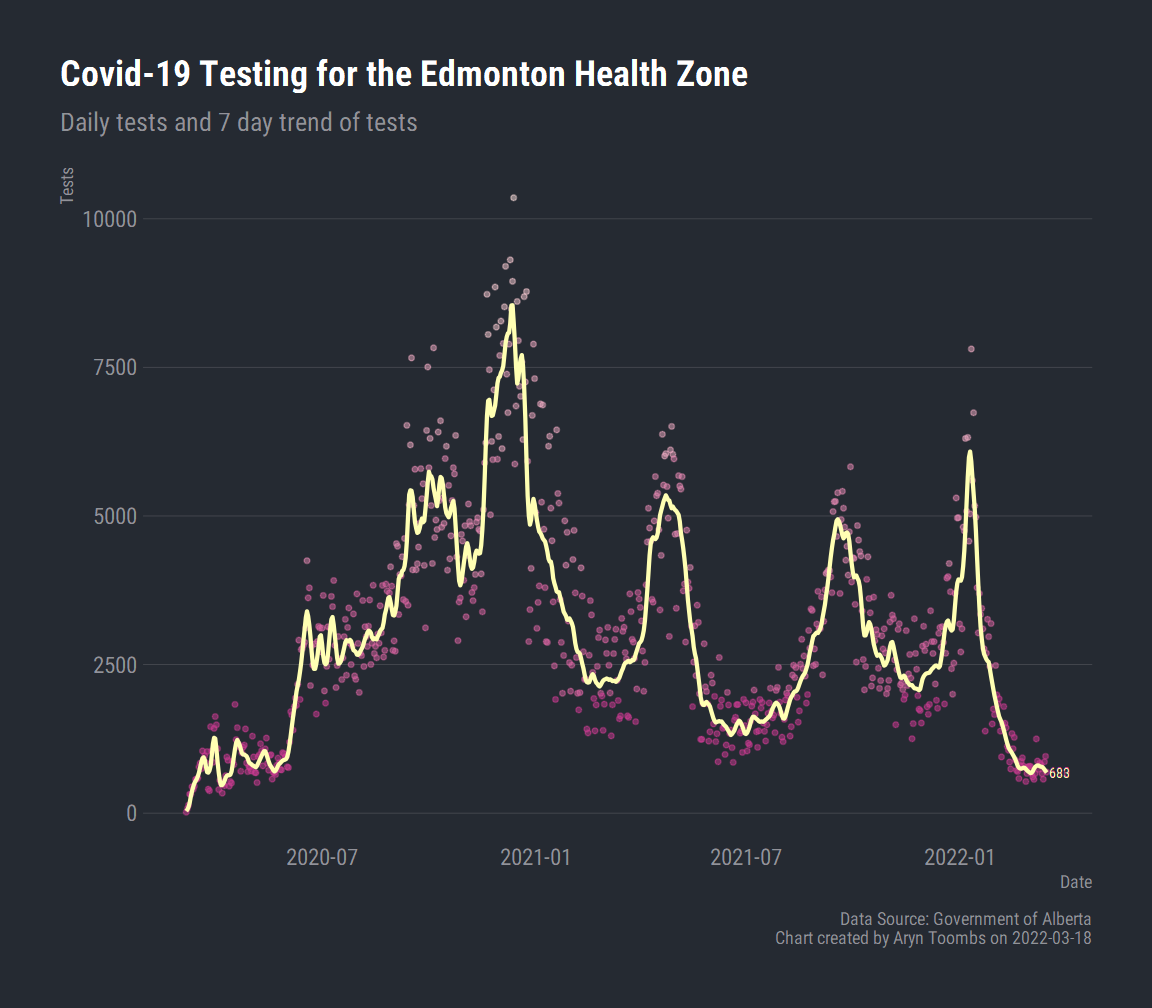 Covid-19 Testing for the Edmonton Health Zone
Daily tests and 7 day trend of tests
Tests
10000
7500
5000
2500
0
683
2020-07 2021-01 2021-07 2022-01
Date
Data Source: Government of Alberta
Chart created by Aryn Toombs on 2022-03-18